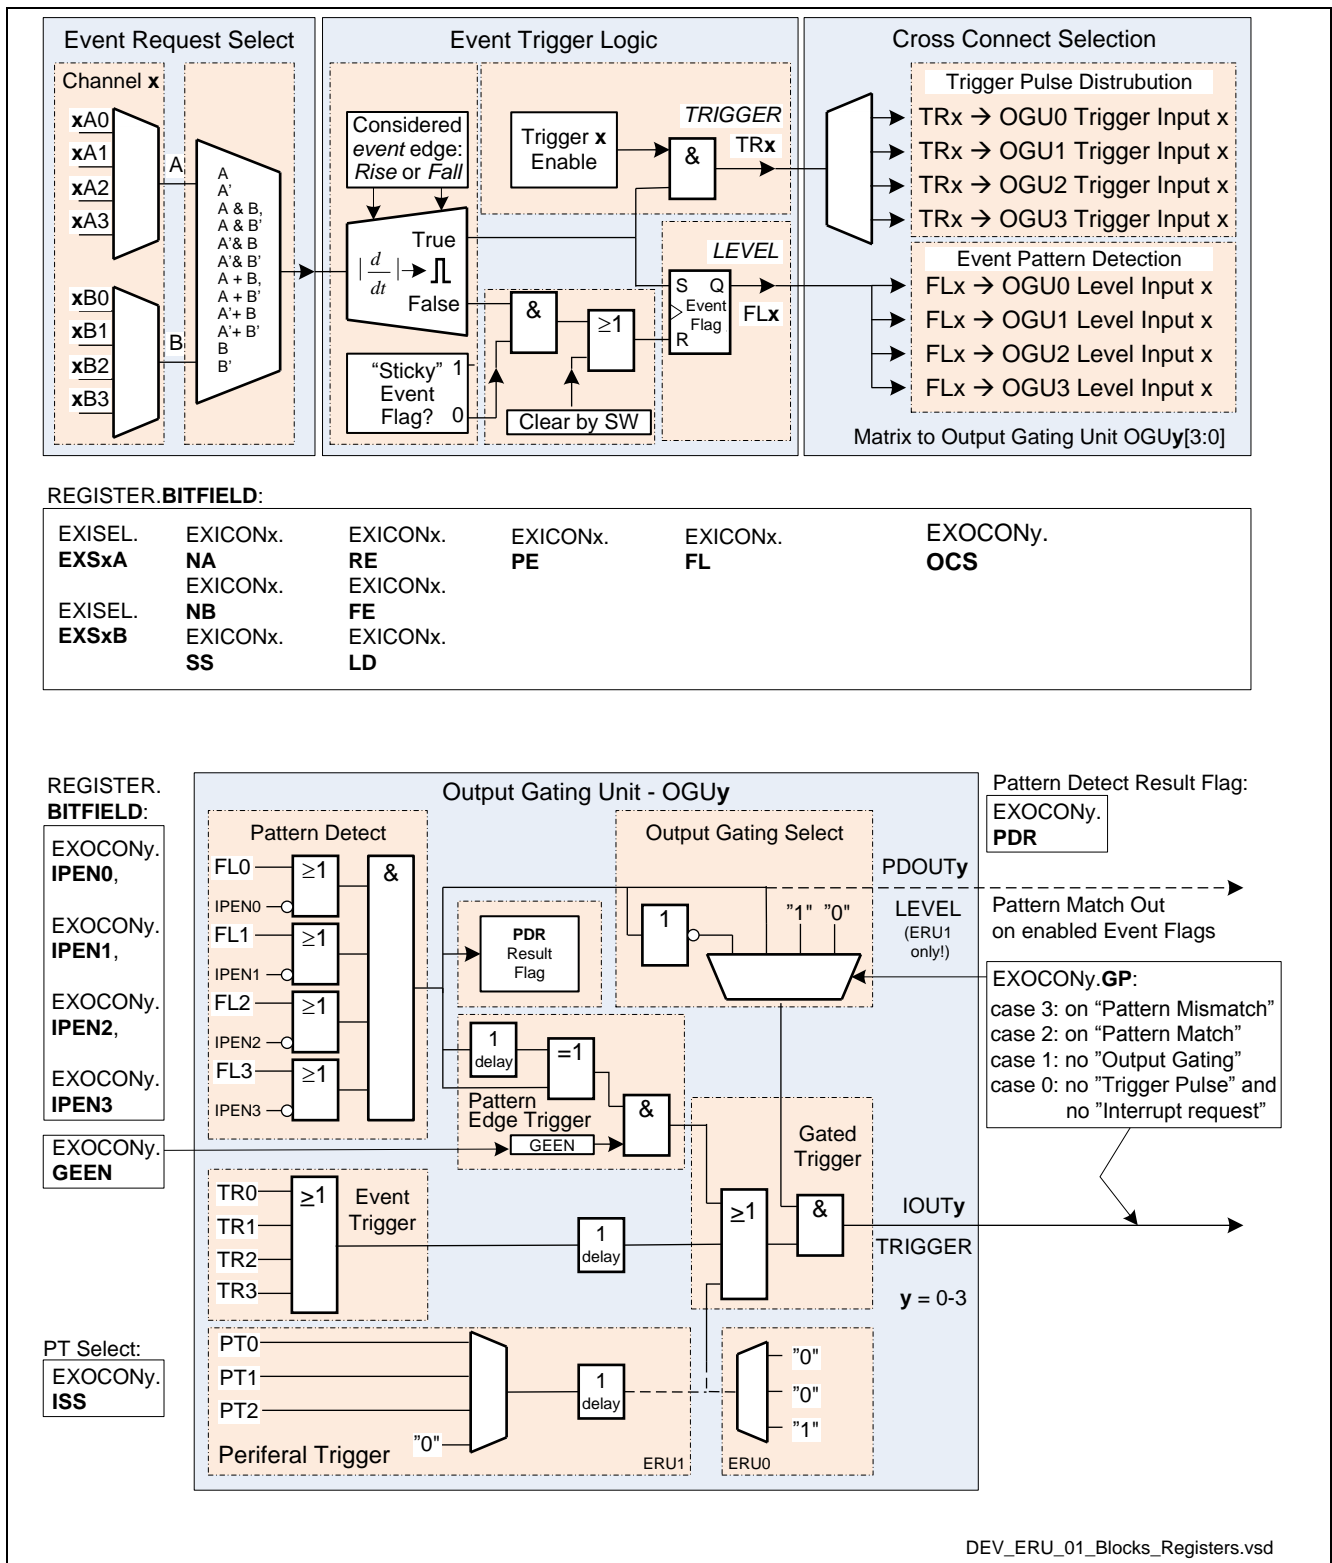 Event Request Select
Event Trigger Logic
Cross Connect Selection
Channel x
xA0
xA1
xA2
xA3
A
xB0
xB1
xB2
xB3
B
A
A'
A & B,
A & B'
A'& B
A'& B'
A + B,
A + B'
A'+ B
A'+ B'
B
B'
Considered
event edge:
Rise or Fall
True
| d/dt |
False
"Sticky" 1
Event
Flag? 0
Trigger x
Enable
&
TRIGGER
TRx
LEVEL
&
≥1
Clear by SW
S Q
Event
Flag
R
FLx
Trigger Pulse Distrubution
TRx → OGU0 Trigger Input x
TRx → OGU1 Trigger Input x
TRx → OGU2 Trigger Input x
TRx → OGU3 Trigger Input x
Event Pattern Detection
FLx → OGU0 Level Input x
FLx → OGU1 Level Input x
FLx → OGU2 Level Input x
FLx → OGU3 Level Input x
Matrix to Output Gating Unit OGUy[3:0]
REGISTER.BITFIELD:
EXISEL.
EXSxA
EXISEL.
EXSxB
EXICONx.
NA
EXICONx.
NB
EXICONx.
SS
EXICONx.
RE
EXICONx.
FE
EXICONx.
LD
EXICONx.
PE
EXICONx.
FL
EXOCONy.
OCS
REGISTER.
BITFIELD:
EXOCONy.
IPEN0,
EXOCONy.
IPEN1,
EXOCONy.
IPEN2,
EXOCONy.
IPEN3
EXOCONy.
GEEN
PT Select:
EXOCONy.
ISS
Output Gating Unit - OGUy
Pattern Detect
FL0
IPEN0
≥1
FL1
IPEN1
≥1
FL2
IPEN2
≥1
FL3
IPEN3
≥1
&
PDR
Result
Flag
Output Gating Select
1
"1" "0"
1
delay
=1
Pattern
Edge Trigger
GEEN
&
TR0
TR1
TR2
TR3
≥1
Event
Trigger
1
delay
Gated
Trigger
≥1
&
PT0
PT1
PT2
"0"
Periferal Trigger
1
delay
ERU1
"0"
"0"
"1"
ERU0
PDOUTy
LEVEL
(ERU1
only!)
IOUTy
TRIGGER
y = 0-3
Pattern Detect Result Flag:
EXOCONy.
PDR
Pattern Match Out
on enabled Event Flags
EXOCONy.GP:
case 3: on "Pattern Mismatch"
case 2: on "Pattern Match"
case 1: no "Output Gating"
case 0: no "Trigger Pulse" and
no "Interrupt request"
DEV_ERU_01_Blocks_Registers.vsd